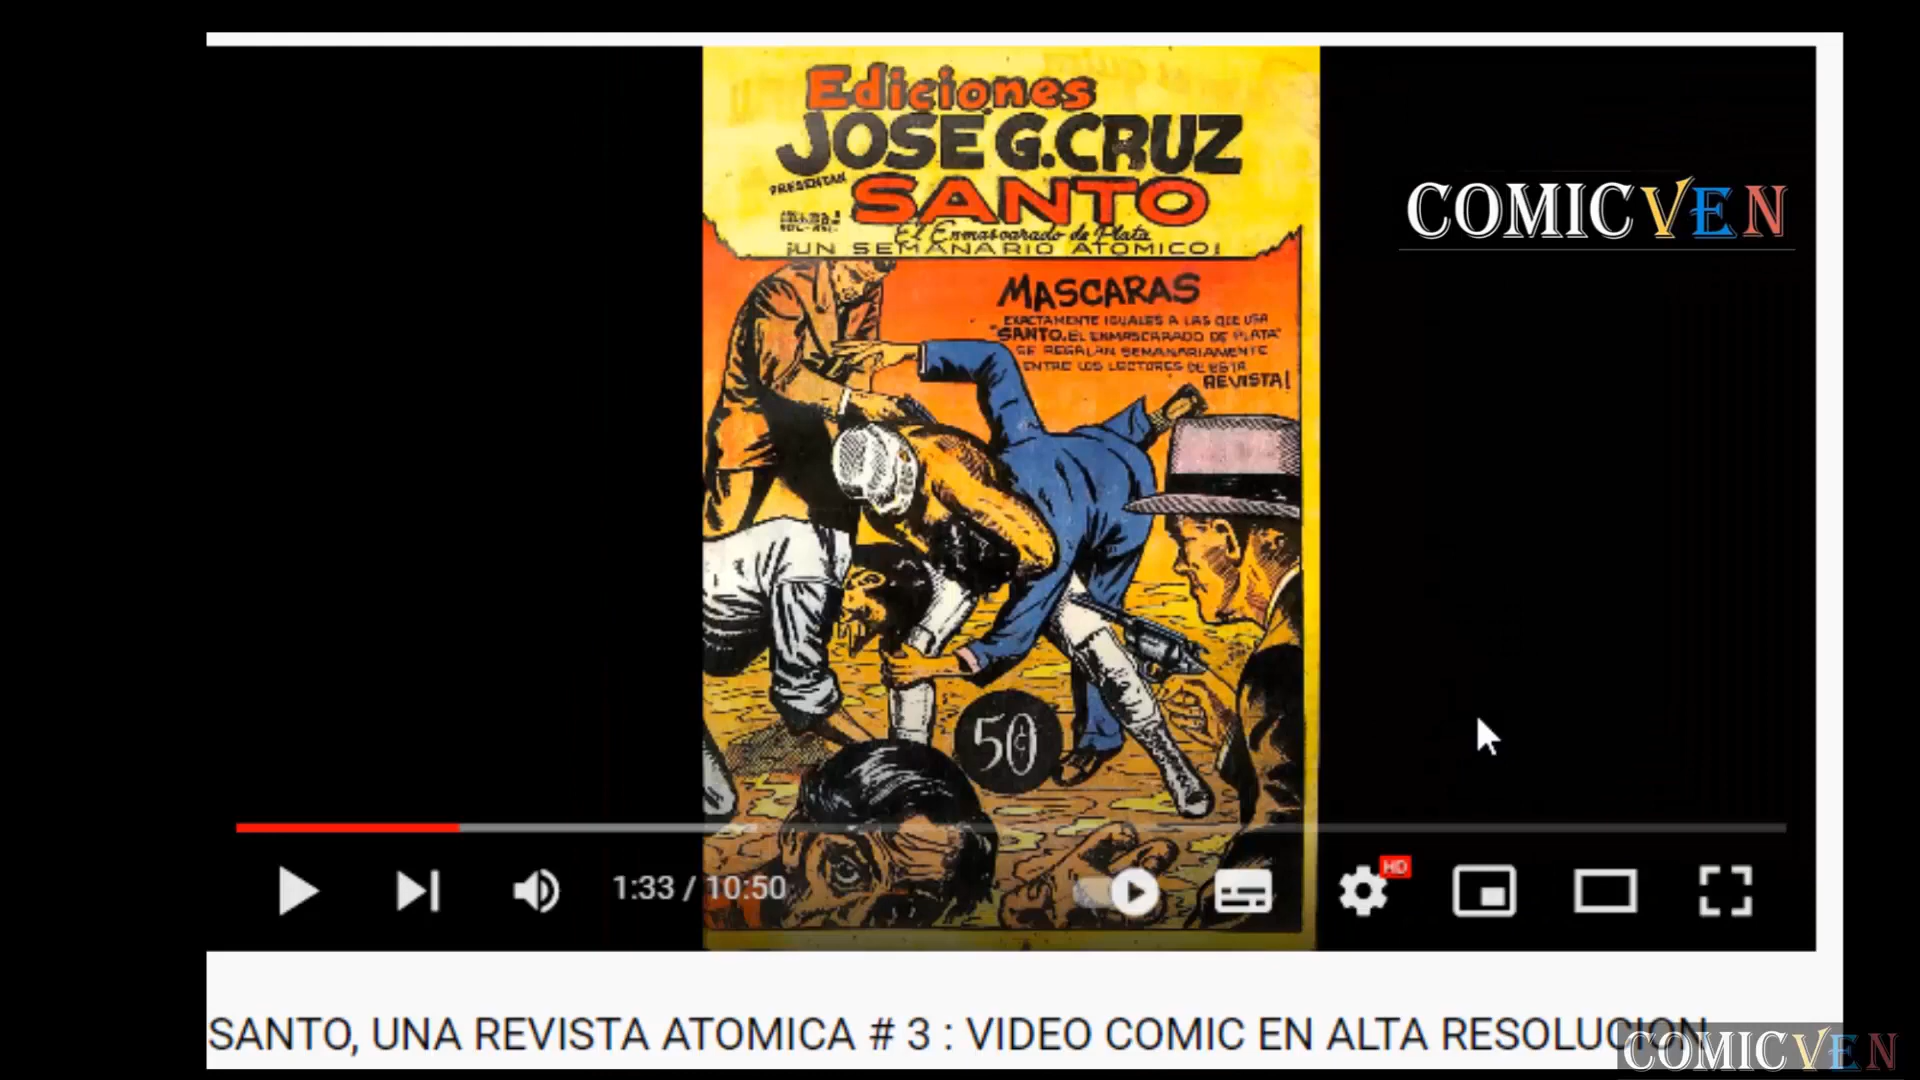 Ediciones
JOSE G. CRUZ
PRESENTAN
SANTO
El Enmascarado de Plata
¡UN SEMANARIO ATOMICO!
COMICVEN
MASCARAS
EXACTAMENTE IGUALES A LAS QUE USA
"SANTO, EL ENMASCARADO DE PLATA"
SE REGALAN SEMANARIAMENTE
ENTRE LOS LECTORES DE ESTA
REVISTA!
50¢
1:33 / 10:50
HD
SANTO, UNA REVISTA ATOMICA # 3 : VIDEO COMIC EN ALTA RESOLUCION
COMICVEN